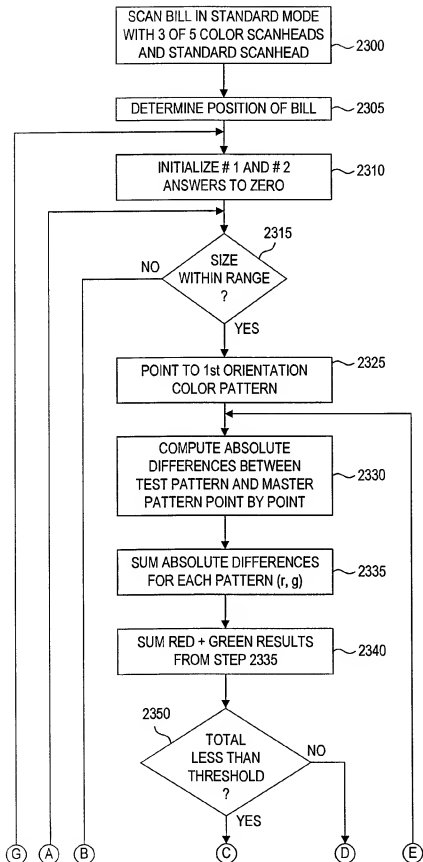 SCAN BILL IN STANDARD MODE
WITH 3 OF 5 COLOR SCANHEADS
AND STANDARD SCANHEAD
2300
DETERMINE POSITION OF BILL
2305
INITIALIZE # 1 AND # 2
ANSWERS TO ZERO
2310
2315
SIZE
WITHIN RANGE
?
NO
YES
POINT TO 1st ORIENTATION
COLOR PATTERN
2325
COMPUTE ABSOLUTE
DIFFERENCES BETWEEN
TEST PATTERN AND MASTER
PATTERN POINT BY POINT
2330
SUM ABSOLUTE DIFFERENCES
FOR EACH PATTERN (r, g)
2335
SUM RED + GREEN RESULTS
FROM STEP 2335
2340
2350
TOTAL
LESS THAN
THRESHOLD
?
NO
YES
G A B C D E